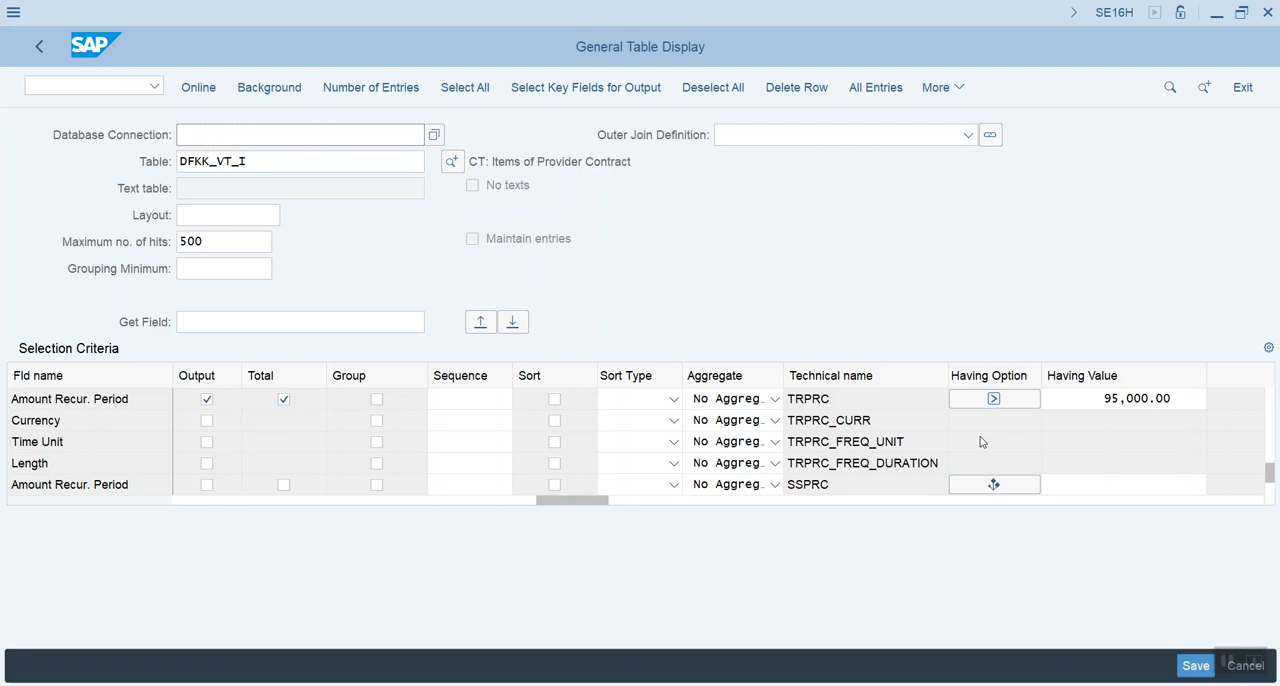 SE16H
SAP
General Table Display
Online Background Number of Entries Select All Select Key Fields for Output Deselect All Delete Row All Entries More Exit
Database Connection: Outer Join Definition:
Table: DFKK_VT_I CT: Items of Provider Contract
Text table: No texts
Layout:
Maximum no. of hits: 500 Maintain entries
Grouping Minimum:
Get Field:
Selection Criteria
Fld name Output Total Group Sequence Sort Sort Type Aggregate Technical name Having Option Having Value
Amount Recur. Period No Aggreg… TRPRC 95,000.00
Currency No Aggreg… TRPRC_CURR
Time Unit No Aggreg… TRPRC_FREQ_UNIT
Length No Aggreg… TRPRC_FREQ_DURATION
Amount Recur. Period No Aggreg… SSPRC
Save Cancel